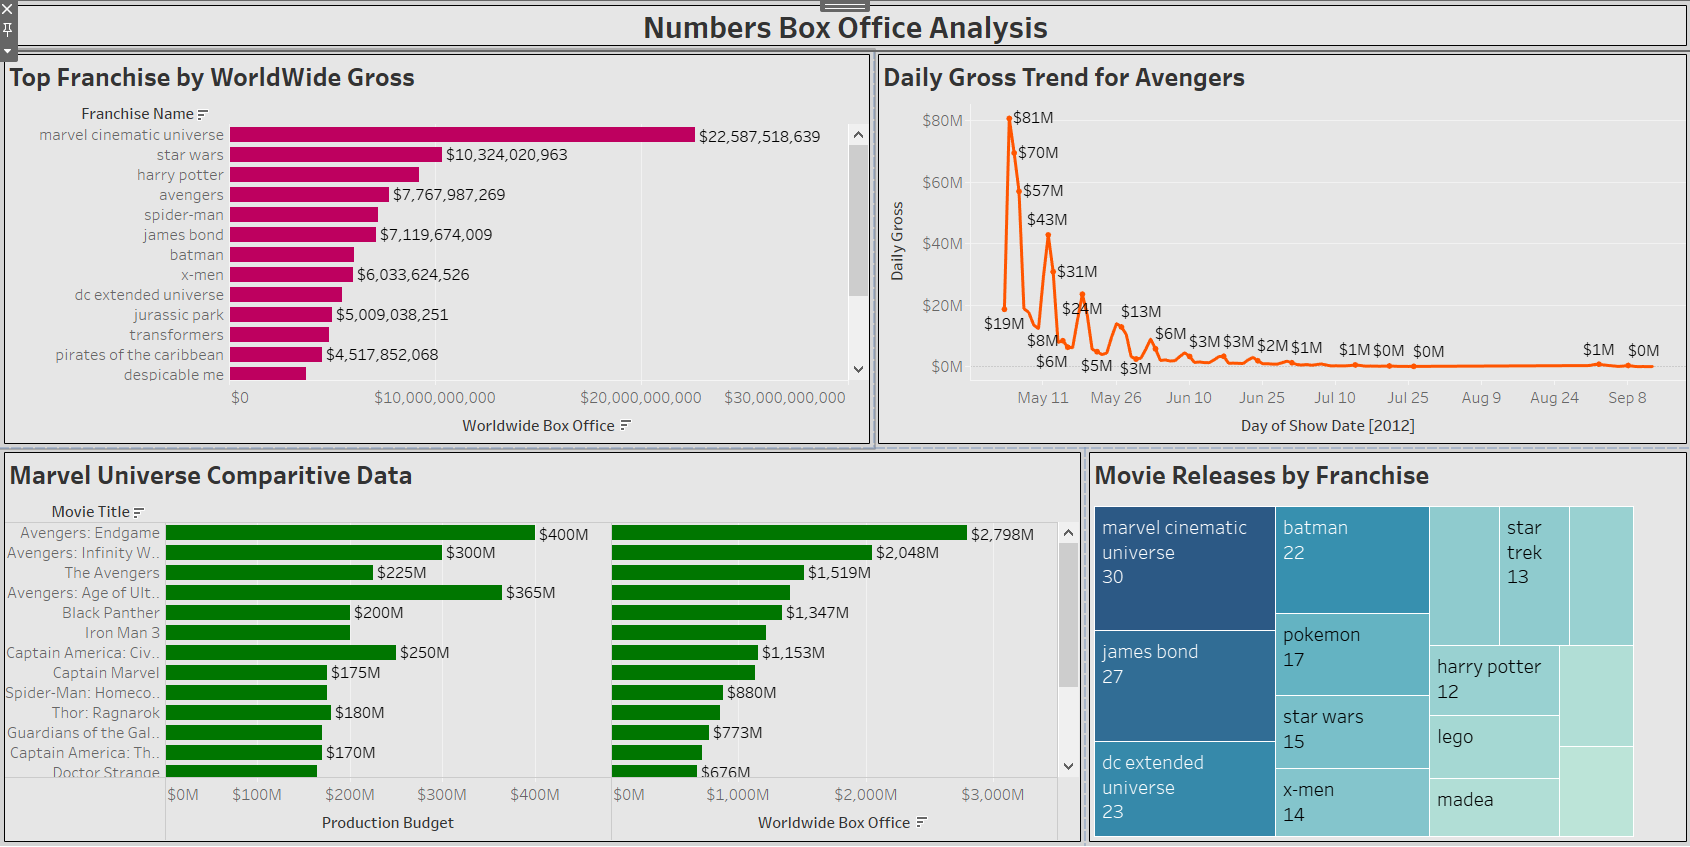 Numbers Box Office Analysis
Top Franchise by WorldWide Gross
Franchise Name
marvel cinematic universe $22,587,518,639
star wars $10,324,020,963
harry potter
avengers $7,767,987,269
spider-man
james bond $7,119,674,009
batman
x-men $6,033,624,526
dc extended universe
jurassic park $5,009,038,251
transformers
pirates of the caribbean $4,517,852,068
despicable me
$0 $10,000,000,000 $20,000,000,000 $30,000,000,000
Worldwide Box Office
Daily Gross Trend for Avengers
Daily Gross
$80M
$60M
$40M
$20M
$0M
$81M
$70M
$57M
$43M
$31M
$24M
$19M
$13M
$8M
$6M
$6M
$5M
$3M
$3M
$3M
$2M
$1M
$1M
$0M
$0M
$1M
$0M
May 11 May 26 Jun 10 Jun 25 Jul 10 Jul 25 Aug 9 Aug 24 Sep 8
Day of Show Date [2012]
Marvel Universe Comparitive Data
Movie Title
Avengers: Endgame $400M $2,798M
Avengers: Infinity W.. $300M $2,048M
The Avengers $225M $1,519M
Avengers: Age of Ult.. $365M
Black Panther $200M $1,347M
Iron Man 3
Captain America: Civ.. $250M $1,153M
Captain Marvel $175M
Spider-Man: Homeco.. $880M
Thor: Ragnarok $180M
Guardians of the Gal.. $773M
Captain America: Th.. $170M
Doctor Strange $676M
$0M $100M $200M $300M $400M $0M $1,000M $2,000M $3,000M
Production Budget Worldwide Box Office
Movie Releases by Franchise
marvel cinematic
universe
30
james bond
27
dc extended
universe
23
batman
22
pokemon
17
star wars
15
x-men
14
star
trek
13
harry potter
12
lego
madea